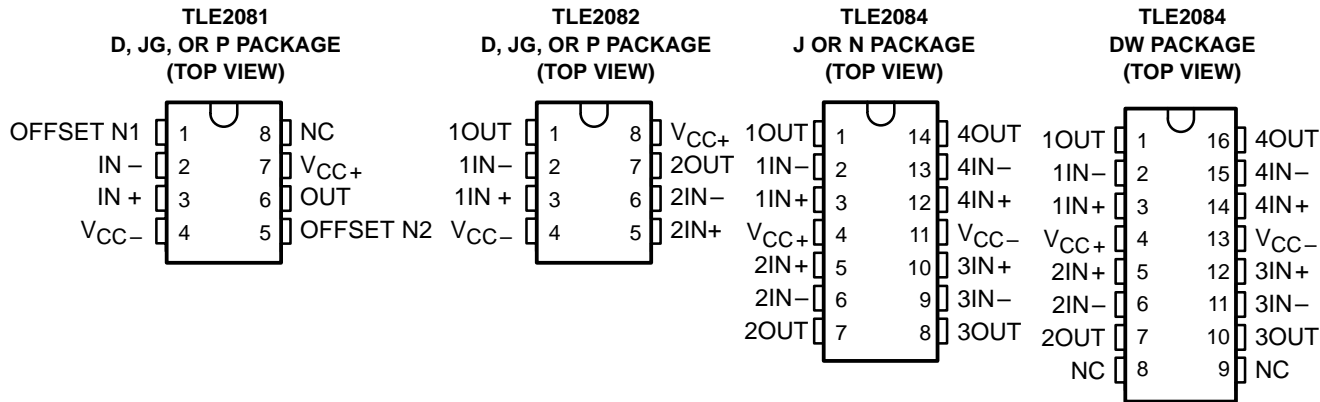 TLE2081
D, JG, OR P PACKAGE
(TOP VIEW)
OFFSET N1 1 8 NC
IN − 2 7 VCC +
IN + 3 6 OUT
VCC − 4 5 OFFSET N2
TLE2082
D, JG, OR P PACKAGE
(TOP VIEW)
1OUT 1 8 VCC+
1IN− 2 7 2OUT
1IN + 3 6 2IN−
VCC − 4 5 2IN+
TLE2084
J OR N PACKAGE
(TOP VIEW)
1OUT 1 14 4OUT
1IN− 2 13 4IN−
1IN+ 3 12 4IN+
VCC+ 4 11 VCC−
2IN+ 5 10 3IN+
2IN− 6 9 3IN−
2OUT 7 8 3OUT
TLE2084
DW PACKAGE
(TOP VIEW)
1OUT 1 16 4OUT
1IN− 2 15 4IN−
1IN+ 3 14 4IN+
VCC+ 4 13 VCC−
2IN+ 5 12 3IN+
2IN− 6 11 3IN−
2OUT 7 10 3OUT
NC 8 9 NC